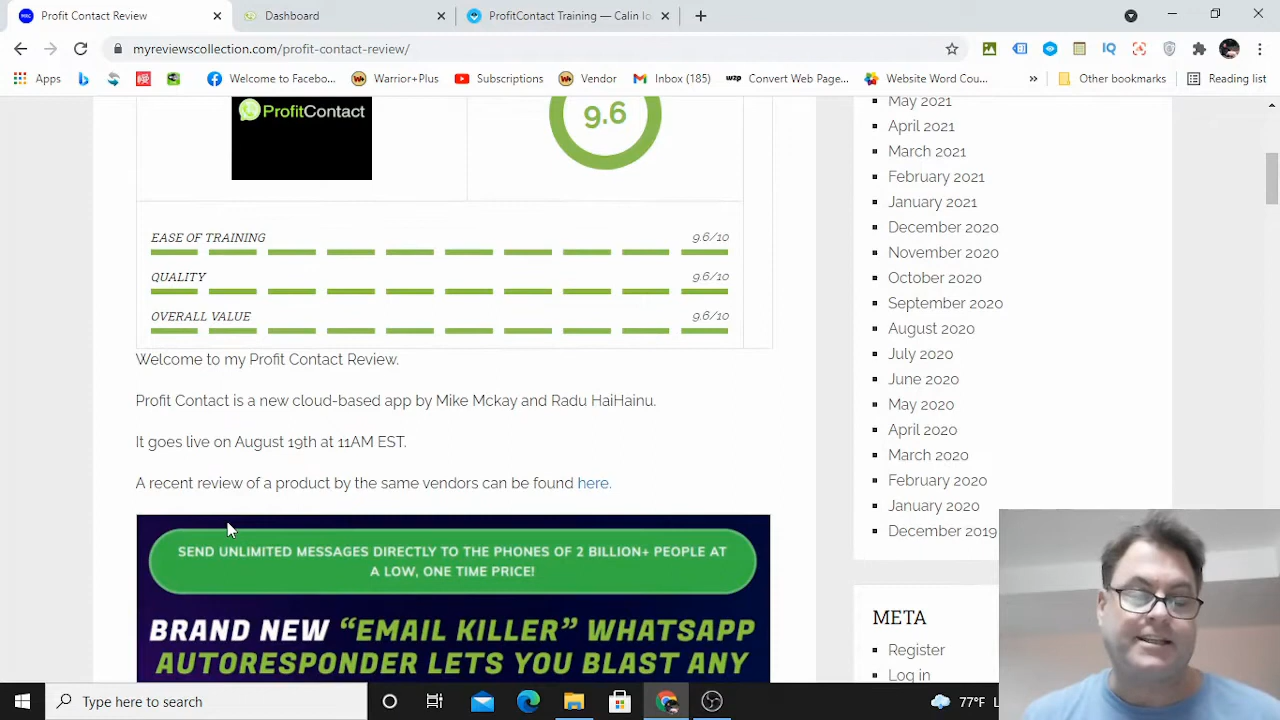 Profit Contact Review
Dashboard
ProfitContact Training — Calin Io
myreviewscollection.com/profit-contact-review/
Apps
Welcome to Facebo...
Warrior+Plus
Subscriptions
Vendor
Inbox (185)
wzp Convert Web Page...
Website Word Cou...
Other bookmarks
Reading list
ProfitContact
9.6
EASE OF TRAINING 9.6/10
QUALITY 9.6/10
OVERALL VALUE 9.6/10
Welcome to my Profit Contact Review.
Profit Contact is a new cloud-based app by Mike Mckay and Radu HaiHainu.
It goes live on August 19th at 11AM EST.
A recent review of a product by the same vendors can be found here.
SEND UNLIMITED MESSAGES DIRECTLY TO THE PHONES OF 2 BILLION+ PEOPLE AT
A LOW, ONE TIME PRICE!
BRAND NEW “EMAIL KILLER” WHATSAPP
AUTORESPONDER LETS YOU BLAST ANY
May 2021
April 2021
March 2021
February 2021
January 2021
December 2020
November 2020
October 2020
September 2020
August 2020
July 2020
June 2020
May 2020
April 2020
March 2020
February 2020
January 2020
December 2019
META
Register
Log in
Type here to search
77°F